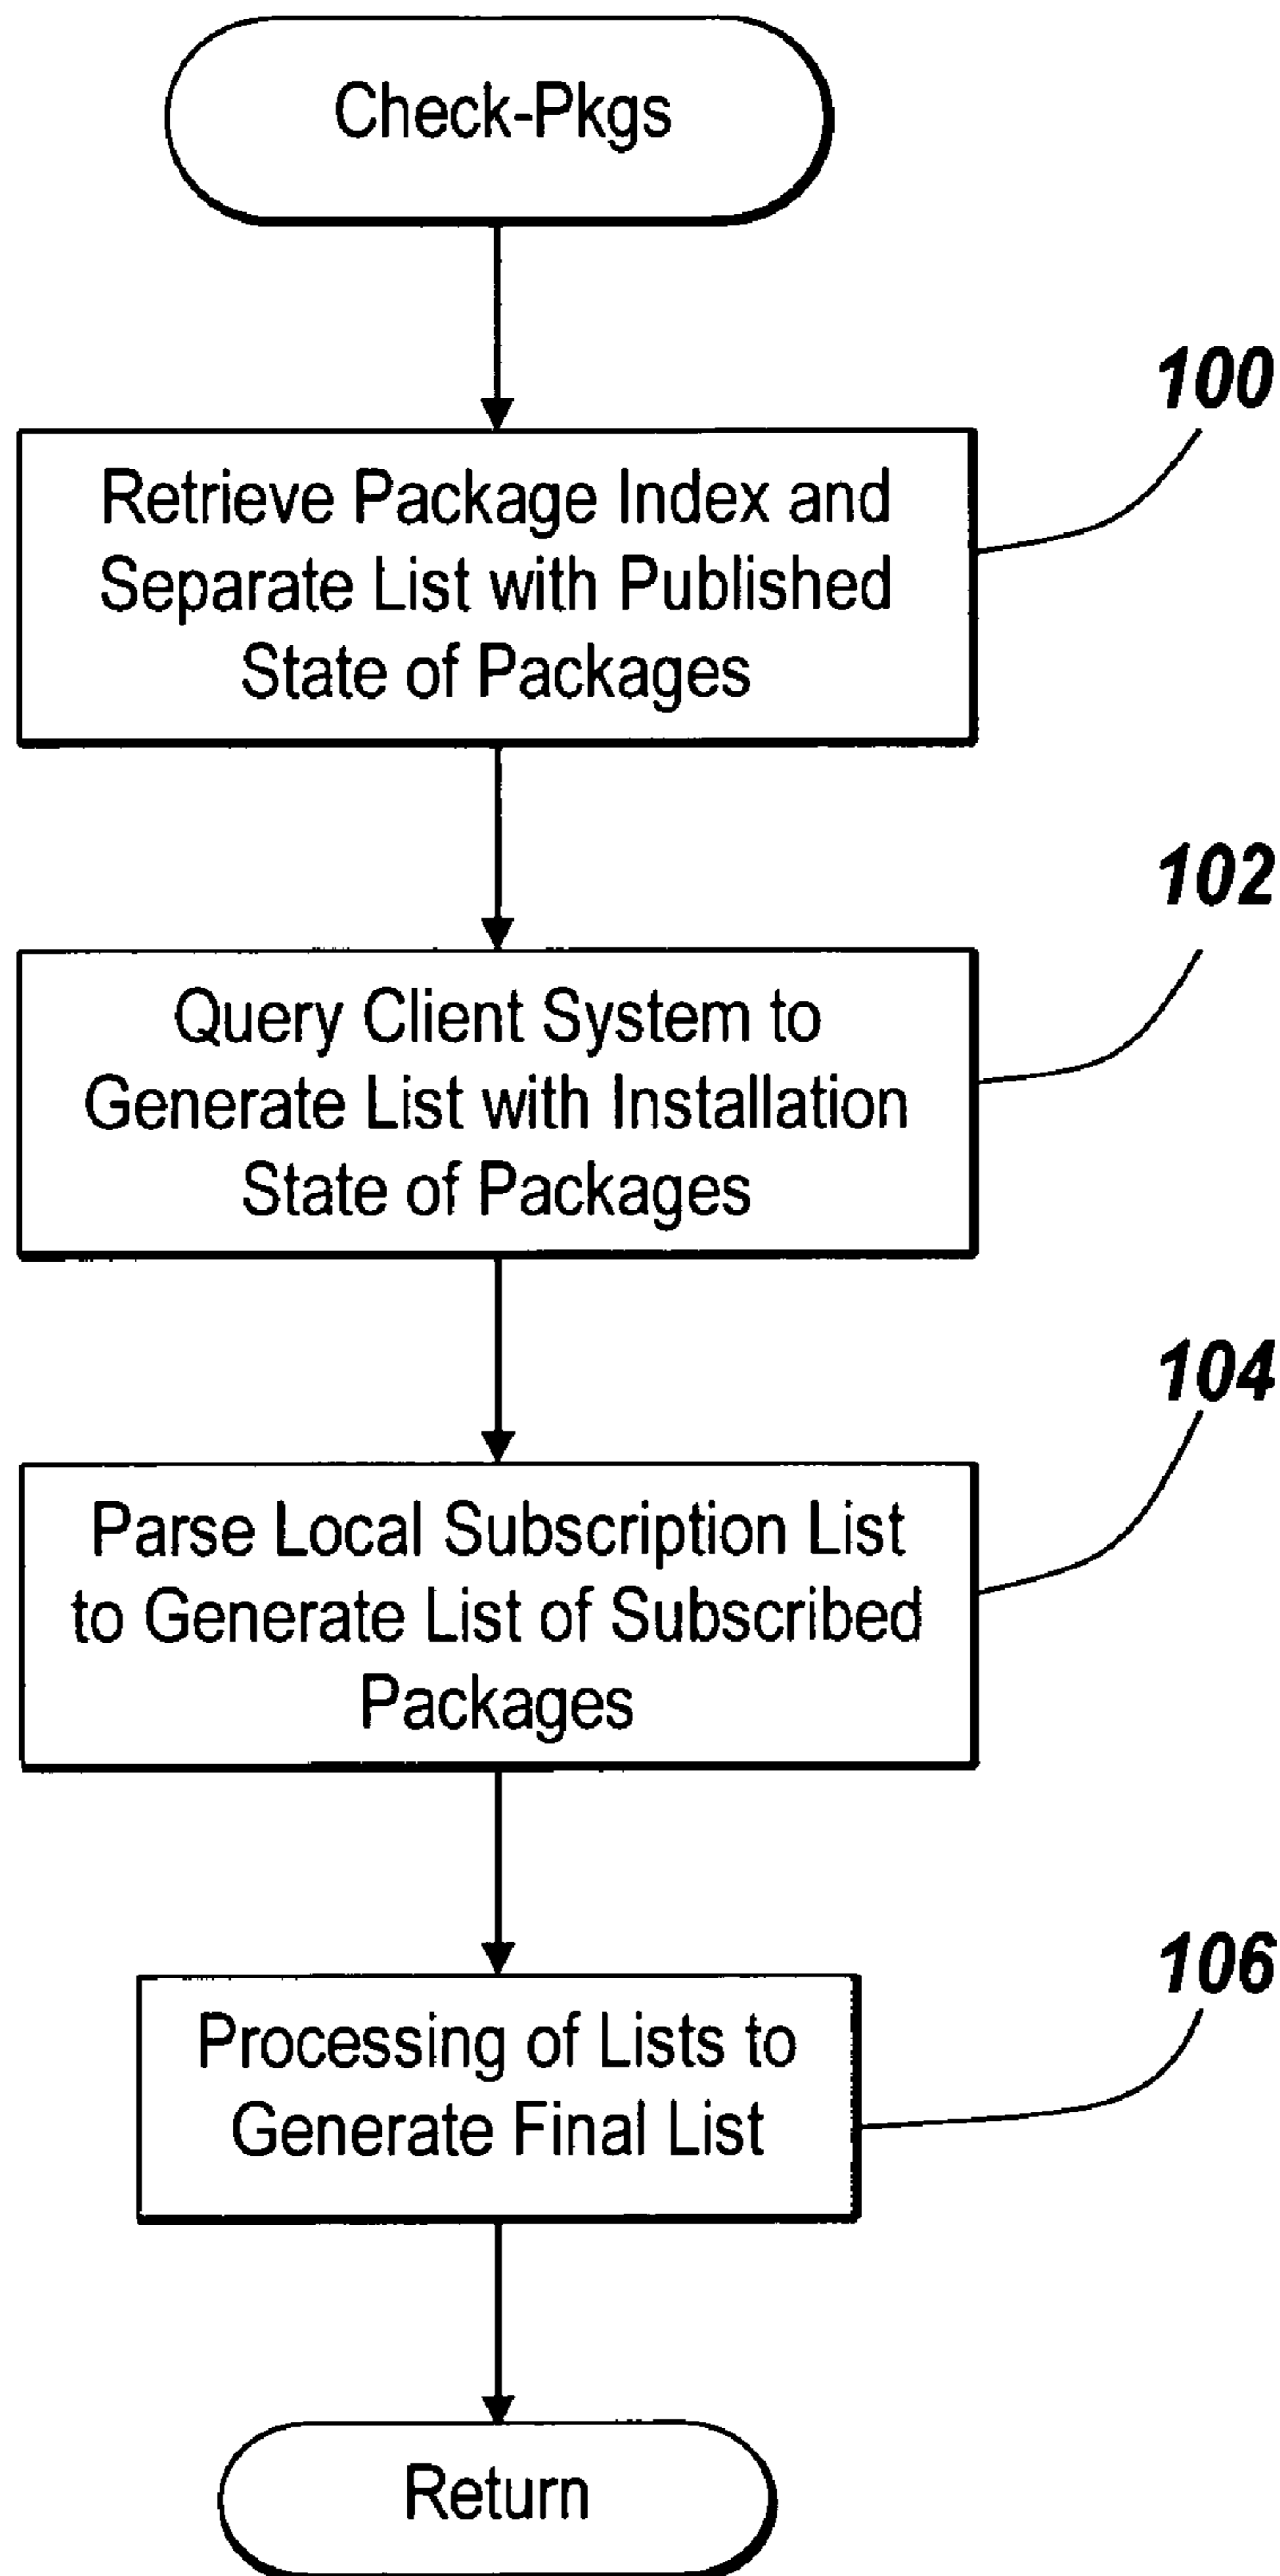 Check-Pkgs
100
Retrieve Package Index and
Separate List with Published
State of Packages
102
Query Client System to
Generate List with Installation
State of Packages
104
Parse Local Subscription List
to Generate List of Subscribed
Packages
106
Processing of Lists to
Generate Final List
Return